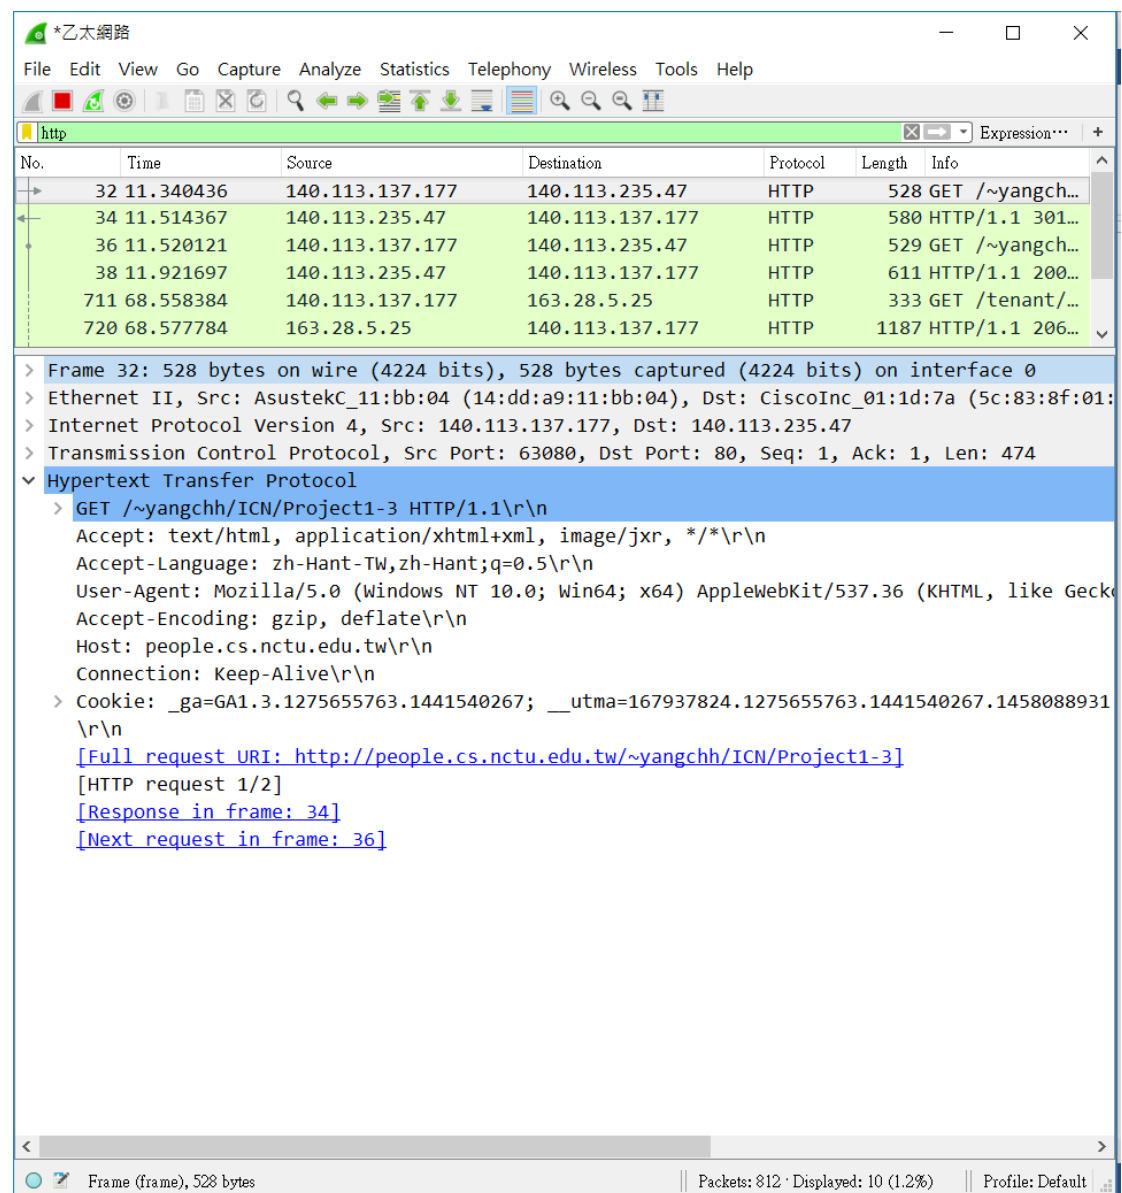 *乙太網路
File Edit View Go Capture Analyze Statistics Telephony Wireless Tools Help
http Expression… +
No. Time Source Destination Protocol Length Info
32 11.340436 140.113.137.177 140.113.235.47 HTTP 528 GET /~yangch…
34 11.514367 140.113.235.47 140.113.137.177 HTTP 580 HTTP/1.1 301…
36 11.520121 140.113.137.177 140.113.235.47 HTTP 529 GET /~yangch…
38 11.921697 140.113.235.47 140.113.137.177 HTTP 611 HTTP/1.1 200…
711 68.558384 140.113.137.177 163.28.5.25 HTTP 333 GET /tenant/…
720 68.577784 163.28.5.25 140.113.137.177 HTTP 1187 HTTP/1.1 206…
Frame 32: 528 bytes on wire (4224 bits), 528 bytes captured (4224 bits) on interface 0
Ethernet II, Src: AsustekC_11:bb:04 (14:dd:a9:11:bb:04), Dst: CiscoInc_01:1d:7a (5c:83:8f:01:
Internet Protocol Version 4, Src: 140.113.137.177, Dst: 140.113.235.47
Transmission Control Protocol, Src Port: 63080, Dst Port: 80, Seq: 1, Ack: 1, Len: 474
Hypertext Transfer Protocol
GET /~yangchh/ICN/Project1-3 HTTP/1.1\r\n
Accept: text/html, application/xhtml+xml, image/jxr, */*\r\n
Accept-Language: zh-Hant-TW,zh-Hant;q=0.5\r\n
User-Agent: Mozilla/5.0 (Windows NT 10.0; Win64; x64) AppleWebKit/537.36 (KHTML, like Gecko
Accept-Encoding: gzip, deflate\r\n
Host: people.cs.nctu.edu.tw\r\n
Connection: Keep-Alive\r\n
Cookie: _ga=GA1.3.1275655763.1441540267; __utma=167937824.1275655763.1441540267.1458088931
\r\n
[Full request URI: http://people.cs.nctu.edu.tw/~yangchh/ICN/Project1-3]
[HTTP request 1/2]
[Response in frame: 34]
[Next request in frame: 36]
Frame (frame), 528 bytes Packets: 812 · Displayed: 10 (1.2%) Profile: Default